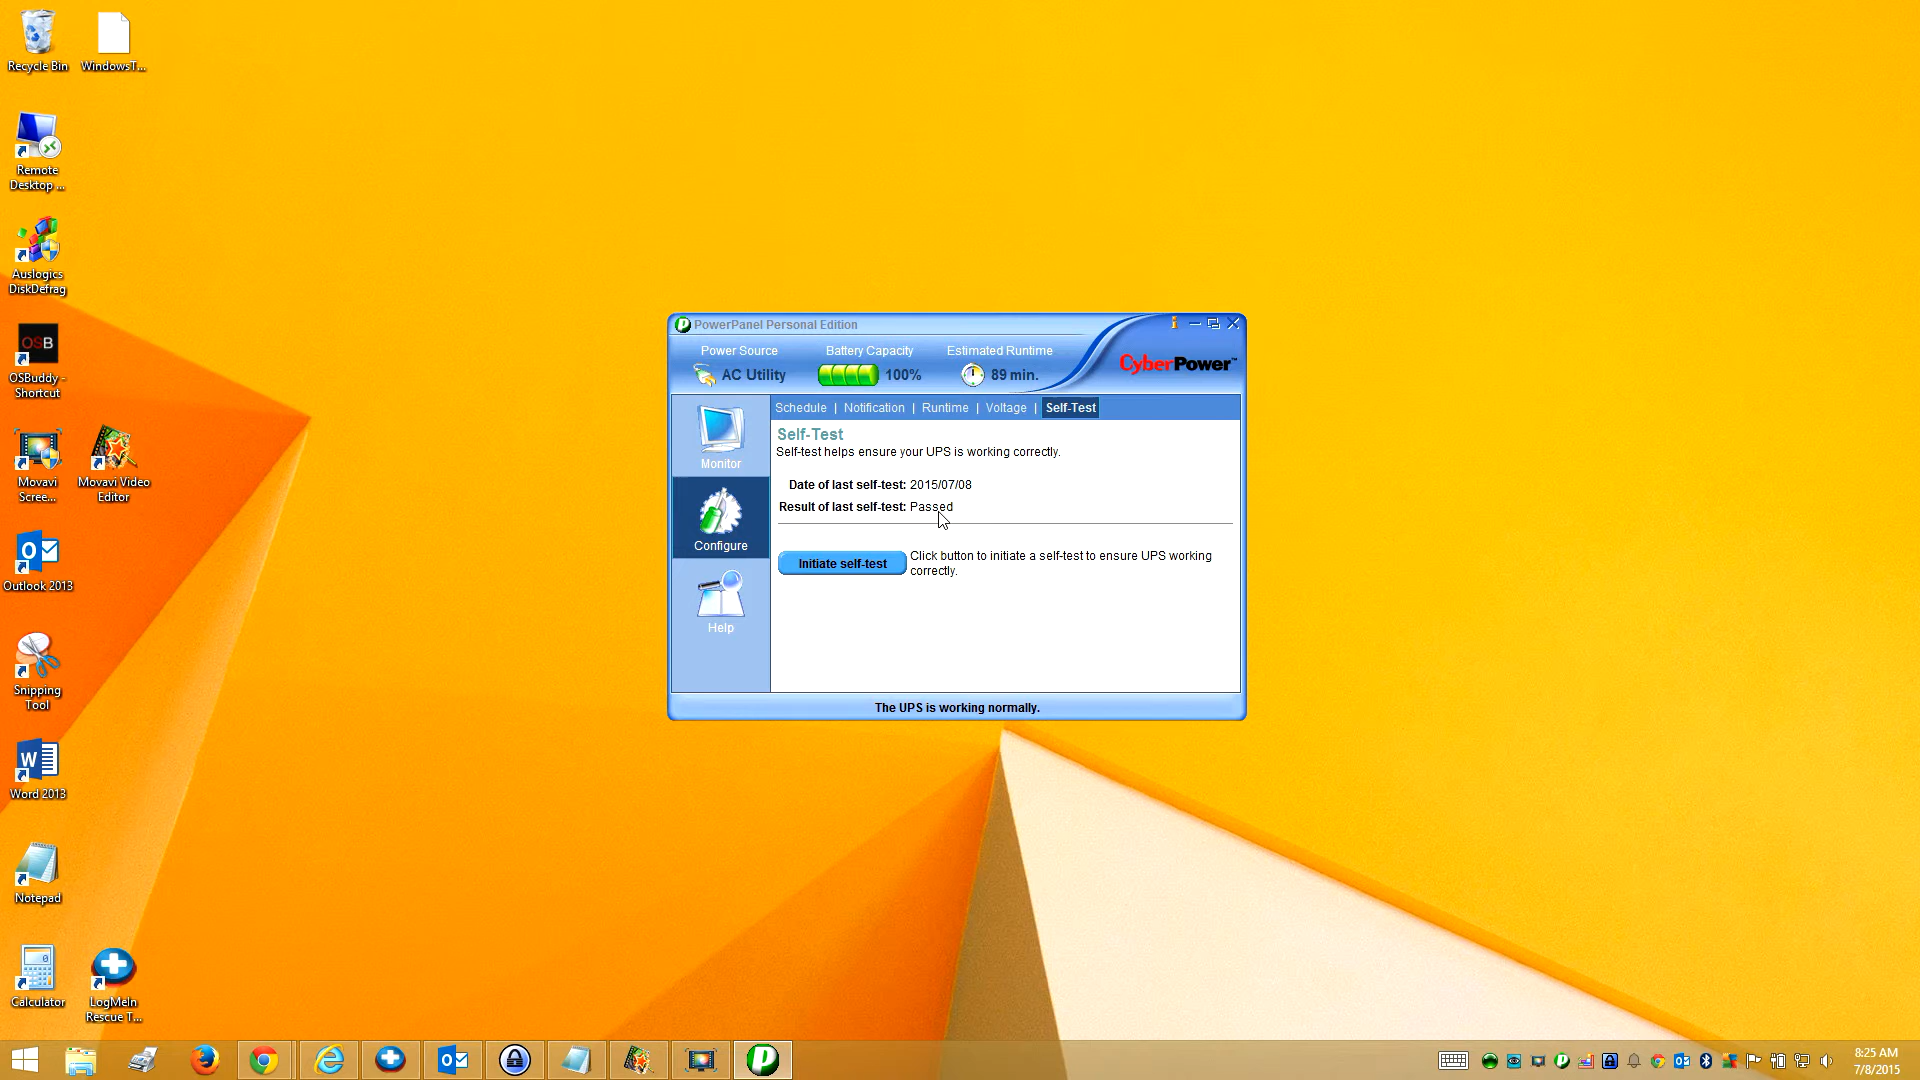 Recycle Bin
WindowsT...
Remote
Desktop ...
Auslogics
DiskDefrag
OSB
OSBuddy -
Shortcut
Movavi
Scree...
Movavi Video
Editor
Outlook 2013
Snipping
Tool
Word 2013
Notepad
Calculator
LogMeIn
Rescue T...
PowerPanel Personal Edition
Power Source
Battery Capacity
Estimated Runtime
AC Utility
100%
89 min.
CyberPower
Schedule | Notification | Runtime | Voltage | Self-Test
Monitor
Configure
Help
Self-Test
Self-test helps ensure your UPS is working correctly.
Date of last self-test: 2015/07/08
Result of last self-test: Passed
Initiate self-test
Click button to initiate a self-test to ensure UPS working
correctly.
The UPS is working normally.
8:25 AM
7/8/2015